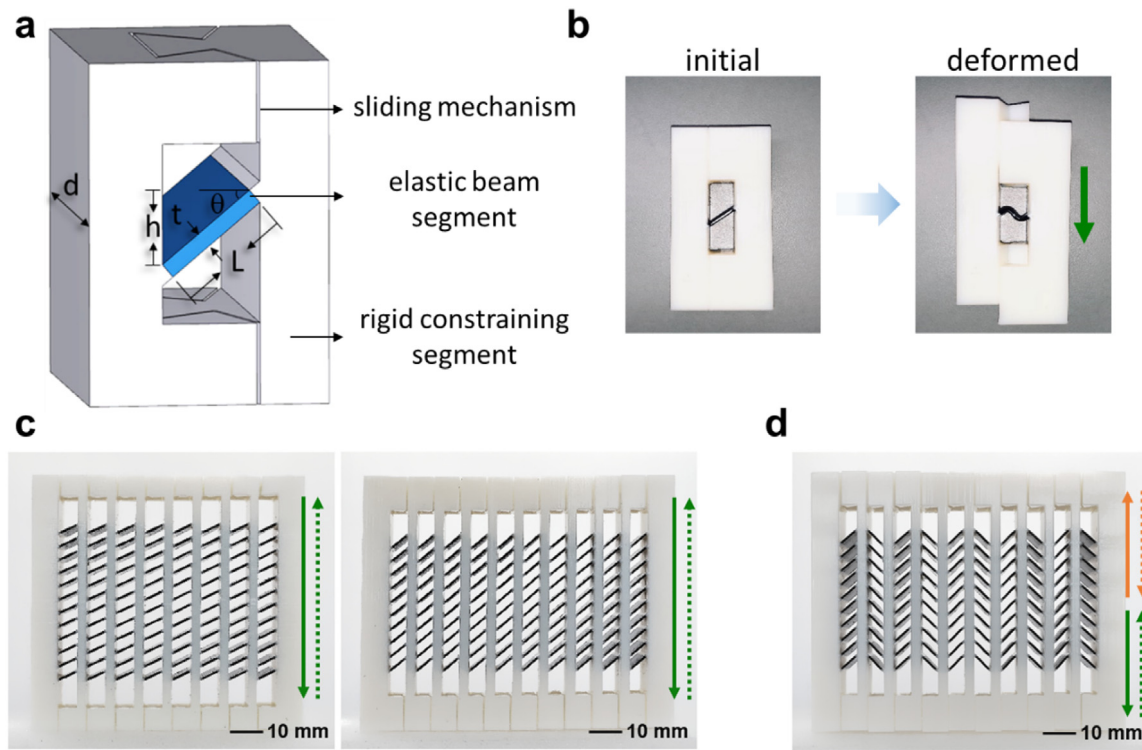 a
sliding mechanism
elastic beam
segment
rigid constraining
segment
d
h
t
θ
L
b
initial
deformed
c
10 mm
10 mm
d
10 mm